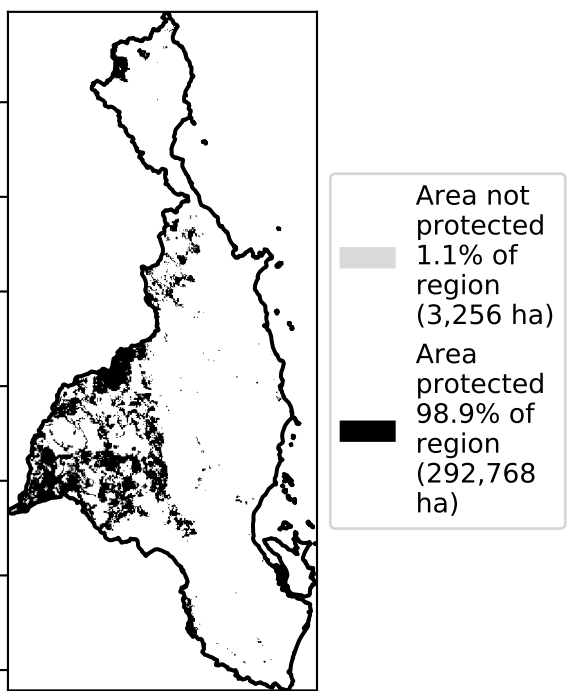 Area not
protected
1.1% of
region
(3,256 ha)
Area
protected
98.9% of
region
(292,768
ha)